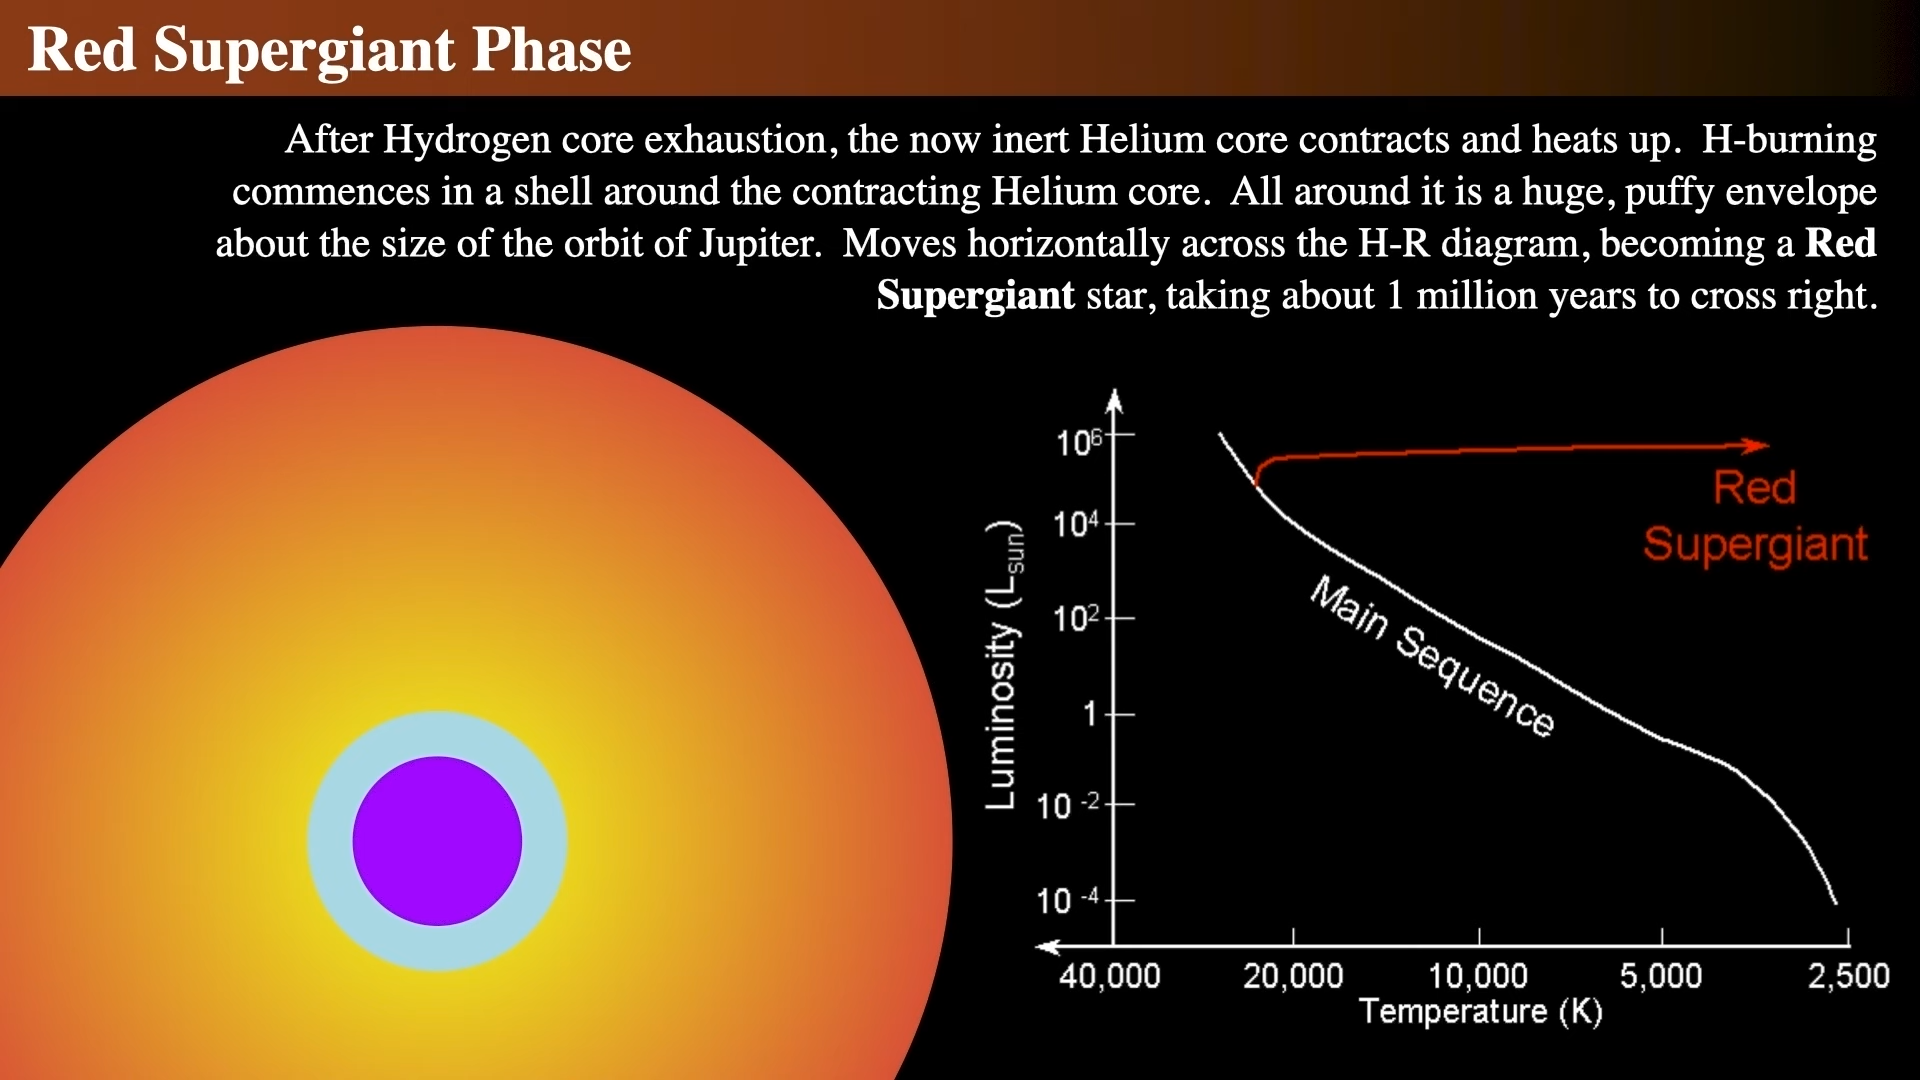 Red Supergiant Phase
After Hydrogen core exhaustion, the now inert Helium core contracts and heats up.  H-burning
commences in a shell around the contracting Helium core.  All around it is a huge, puffy envelope
about the size of the orbit of Jupiter.  Moves horizontally across the H-R diagram, becoming a Red
Supergiant star, taking about 1 million years to cross right.
10⁶
10⁴
10²
1
10⁻²
10⁻⁴
Luminosity (Lsun)
Red
Supergiant
Main Sequence
40,000 20,000 10,000 5,000 2,500
Temperature (K)